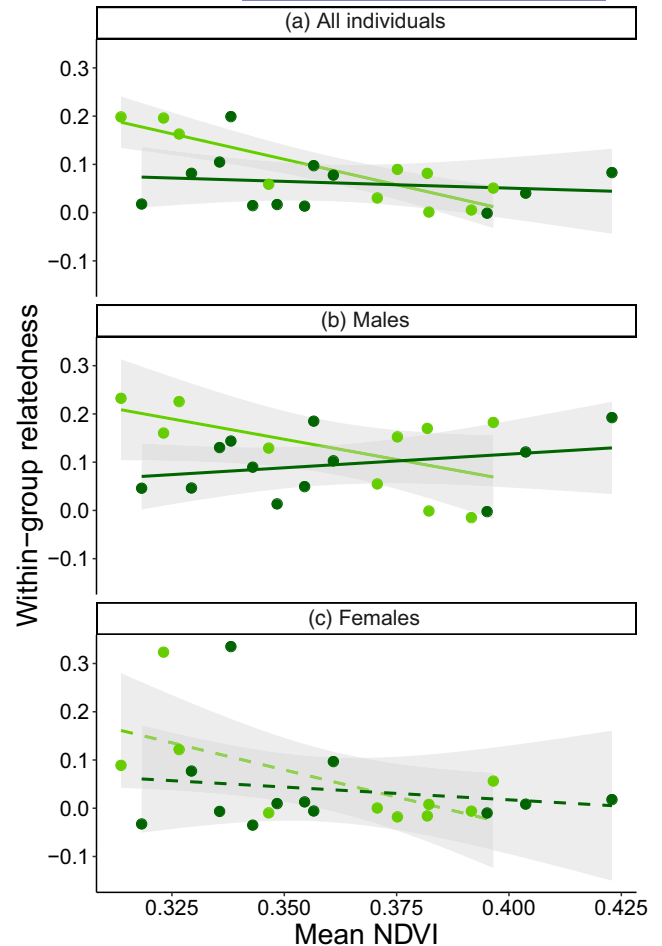 (a) All individuals
0.3
0.2
0.1
0.0
−0.1
(b) Males
0.3
0.2
0.1
0.0
−0.1
(c) Females
0.3
0.2
0.1
0.0
−0.1
0.325 0.350 0.375 0.400 0.425
Mean NDVI
Within−group relatedness